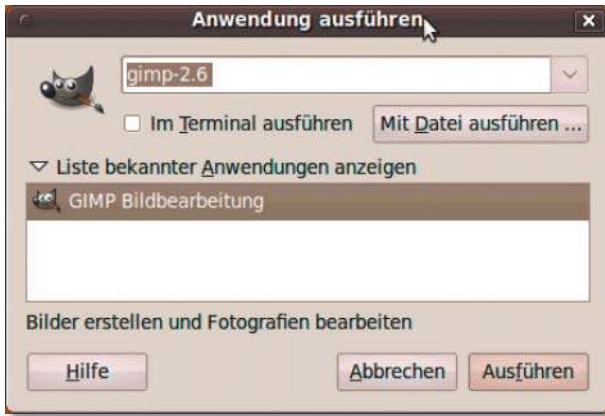 Anwendung ausführen
gimp-2.6
Im Terminal ausführen
Mit Datei ausführen ...
Liste bekannter Anwendungen anzeigen
GIMP Bildbearbeitung
Bilder erstellen und Fotografien bearbeiten
Hilfe
Abbrechen
Ausführen